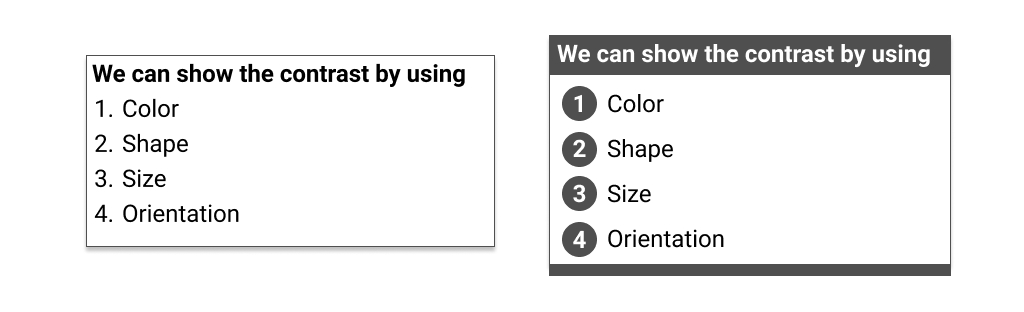 We can show the contrast by using
1. Color
2. Shape
3. Size
4. Orientation
We can show the contrast by using
1 Color
2 Shape
3 Size
4 Orientation